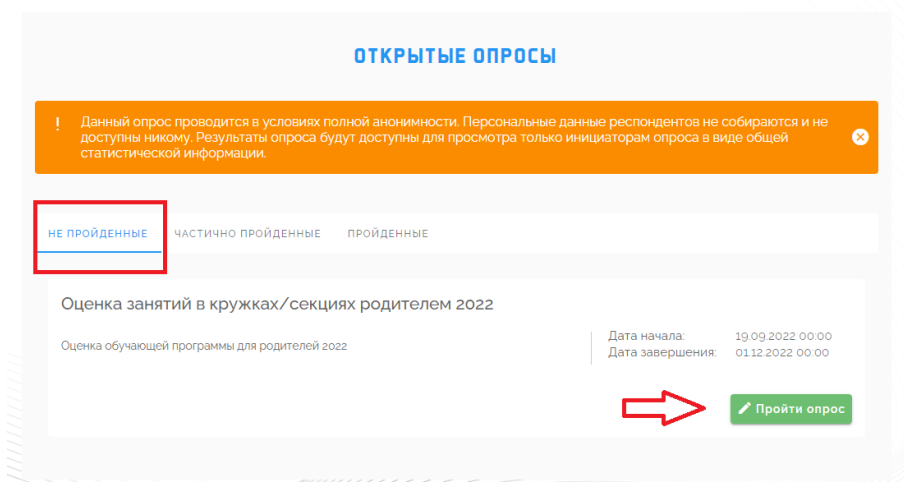 ОТКРЫТЫЕ ОПРОСЫ
! Данный опрос проводится в условиях полной анонимности. Персональные данные респондентов не собираются и не
доступны никому. Результаты опроса будут доступны для просмотра только инициаторам опроса в виде общей
статистической информации.
НЕ ПРОЙДЕННЫЕ ЧАСТИЧНО ПРОЙДЕННЫЕ ПРОЙДЕННЫЕ
Оценка занятий в кружках/секциях родителем 2022
Оценка обучающей программы для родителей 2022
Дата начала: 19.09.2022 00:00
Дата завершения: 01.12.2022 00:00
Пройти опрос